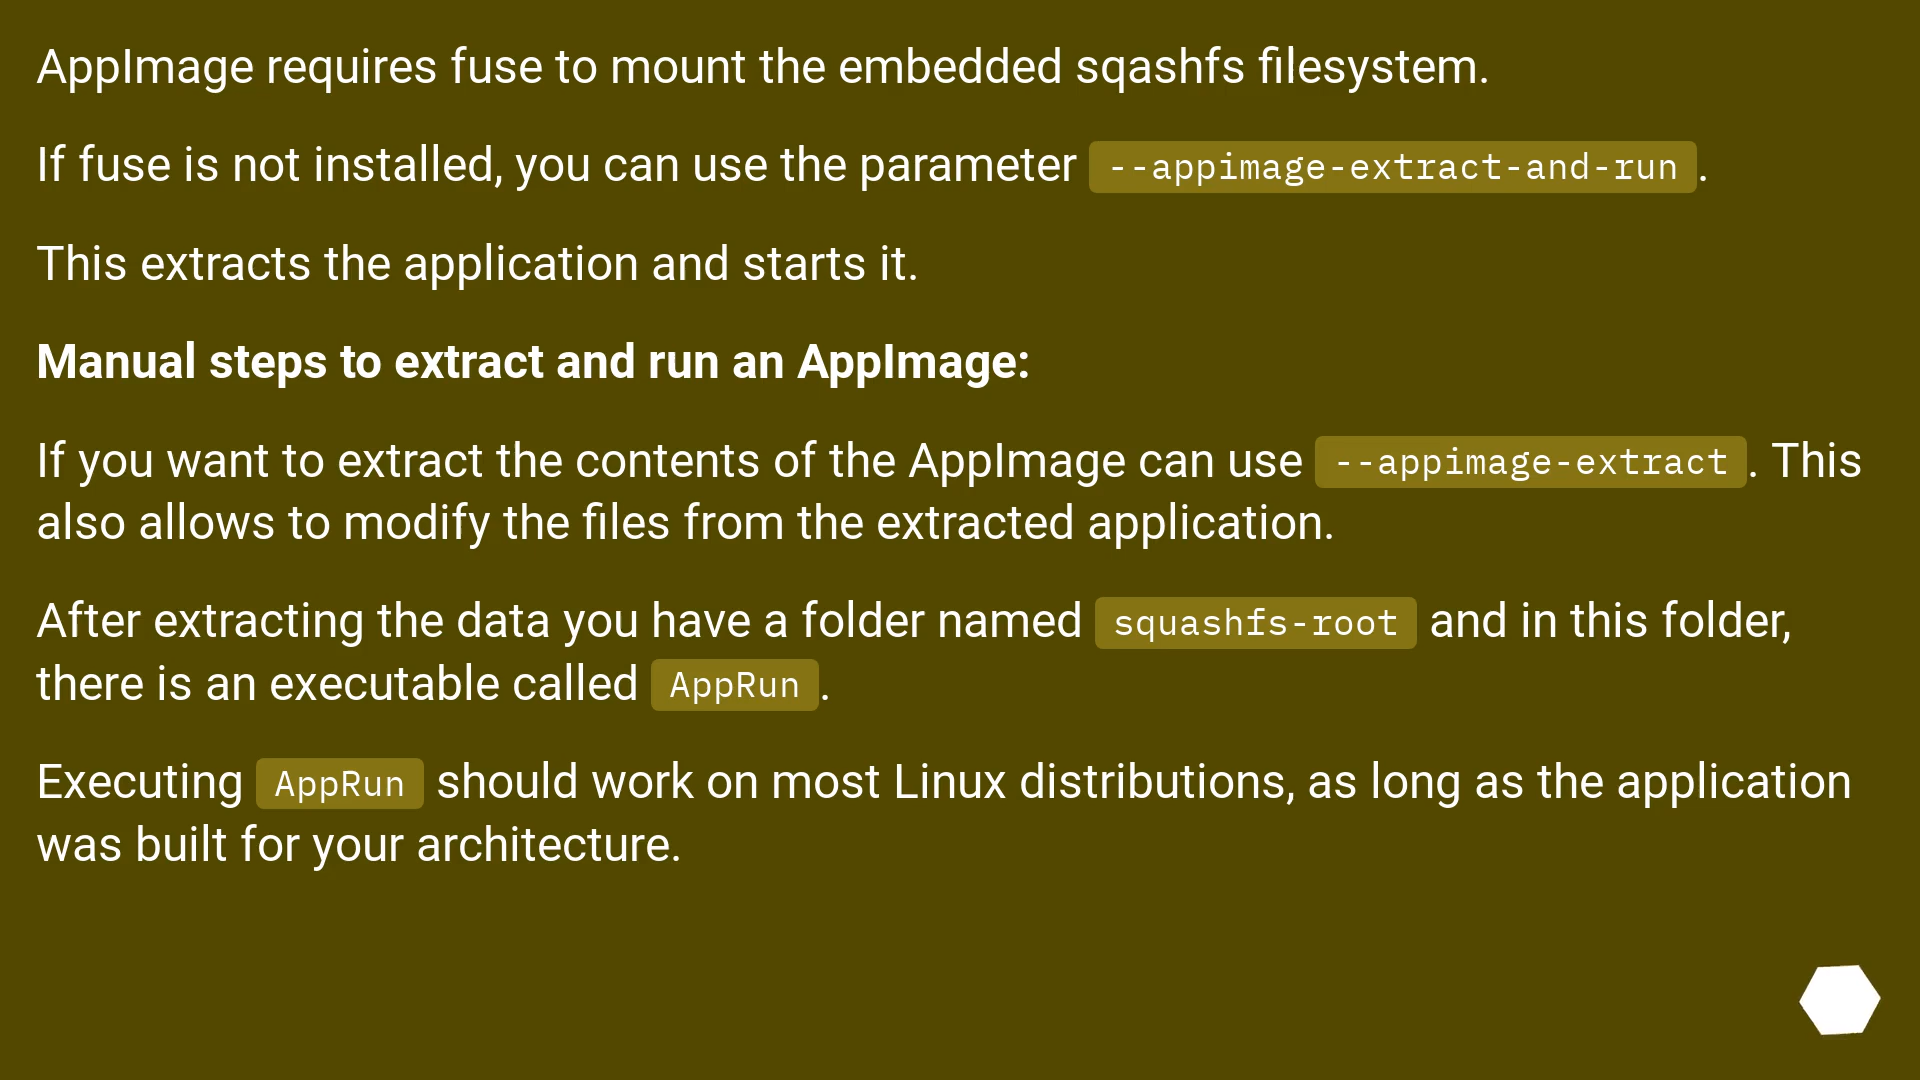 AppImage requires fuse to mount the embedded sqashfs filesystem.
If fuse is not installed, you can use the parameter --appimage-extract-and-run.
This extracts the application and starts it.
Manual steps to extract and run an AppImage:
If you want to extract the contents of the AppImage can use --appimage-extract. This
also allows to modify the files from the extracted application.
After extracting the data you have a folder named squashfs-root and in this folder,
there is an executable called AppRun.
Executing AppRun should work on most Linux distributions, as long as the application
was built for your architecture.